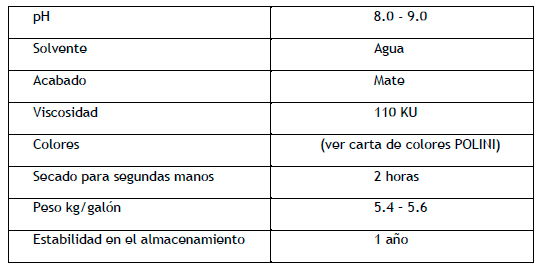 pH 8.0 - 9.0
Solvente Agua
Acabado Mate
Viscosidad 110 KU
Colores (ver carta de colores POLINI)
Secado para segundas manos 2 horas
Peso kg/galón 5.4 – 5.6
Estabilidad en el almacenamiento 1 año